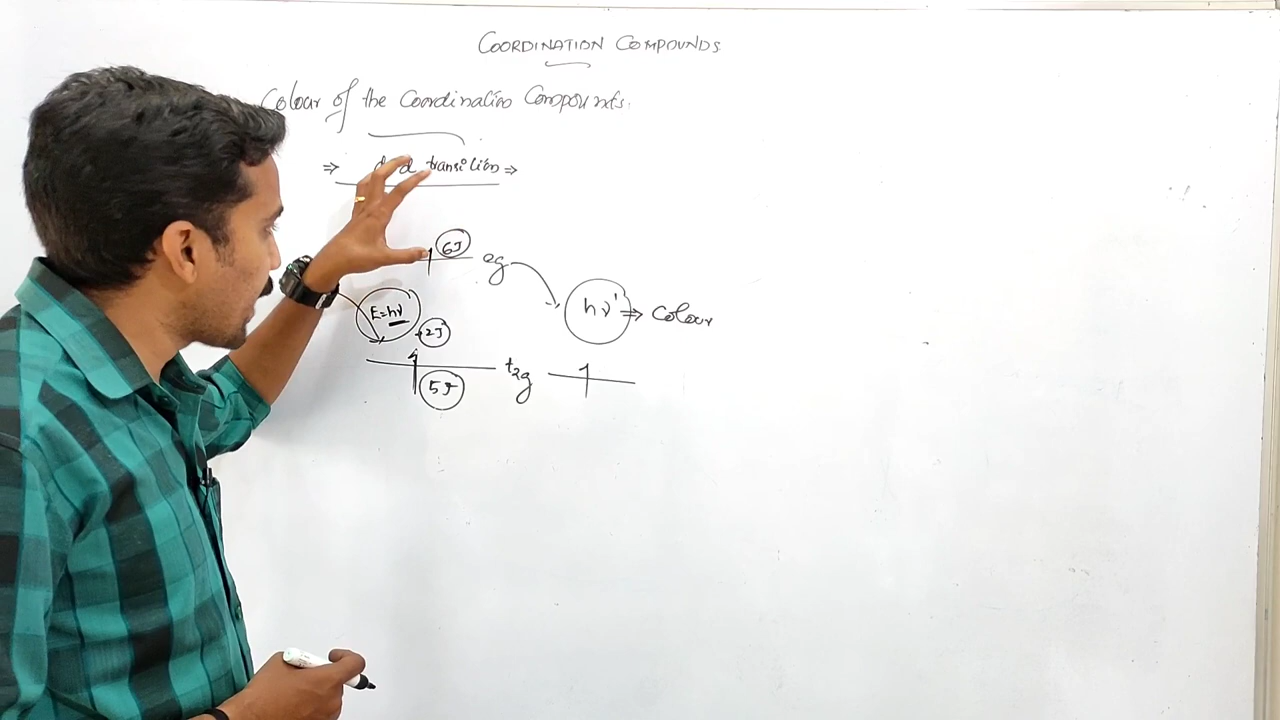 COORDINATION COMPOUNDS
Colour of the Coordination Compounds.
⇒ d-d transition ⇒
6J eg
E=hν
hν' ⇒ Colour
+2J
t2g
5J